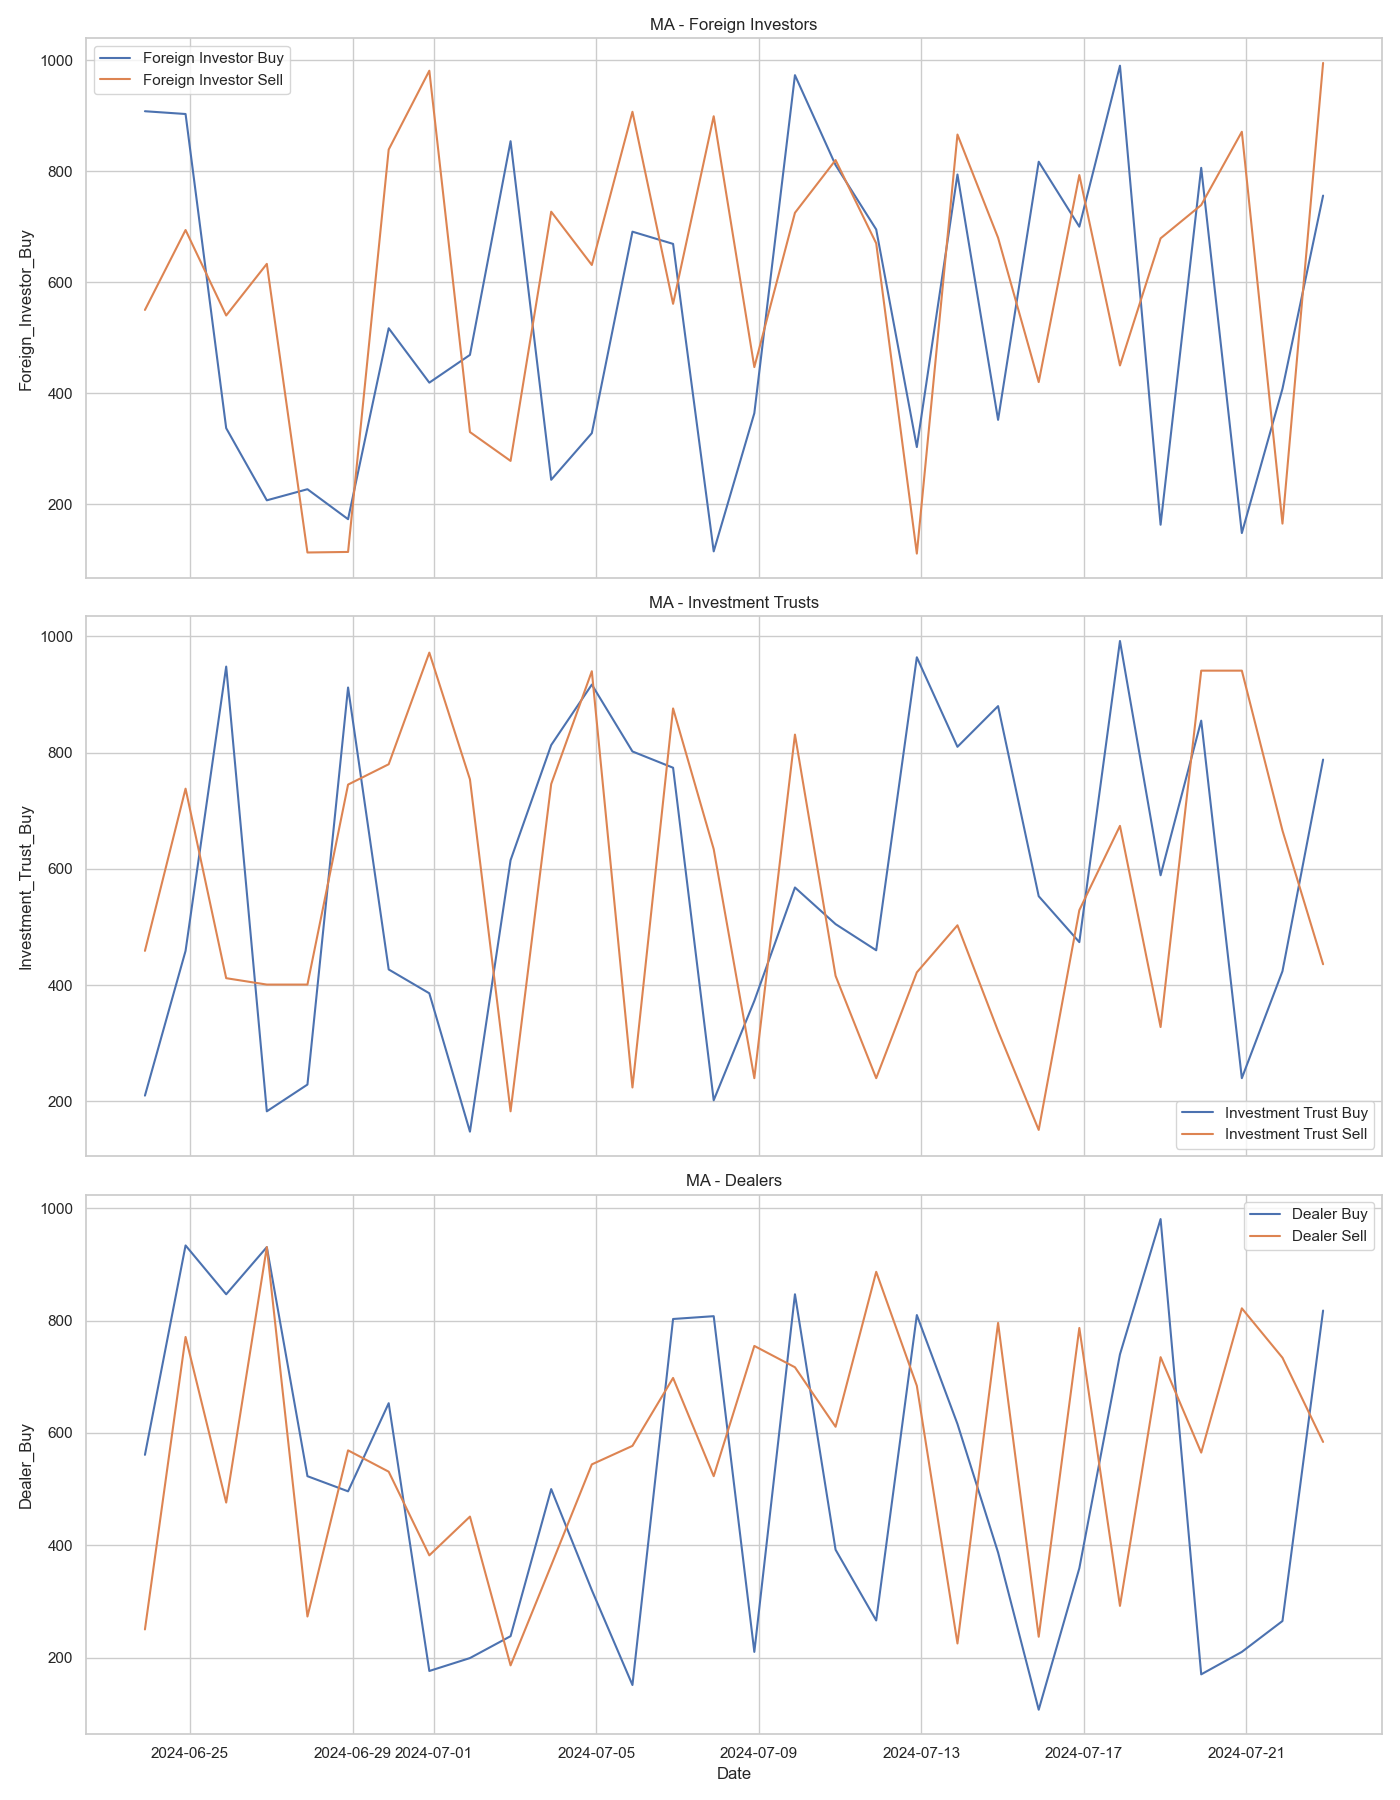 MA - Foreign Investors
Foreign Investor Buy
Foreign Investor Sell
1000
800
600
400
200
Foreign_Investor_Buy
MA - Investment Trusts
1000
800
600
400
200
Investment_Trust_Buy
Investment Trust Buy
Investment Trust Sell
MA - Dealers
Dealer Buy
Dealer Sell
1000
800
600
400
200
Dealer_Buy
2024-06-25 2024-06-29 2024-07-01 2024-07-05 2024-07-09 2024-07-13 2024-07-17 2024-07-21
Date